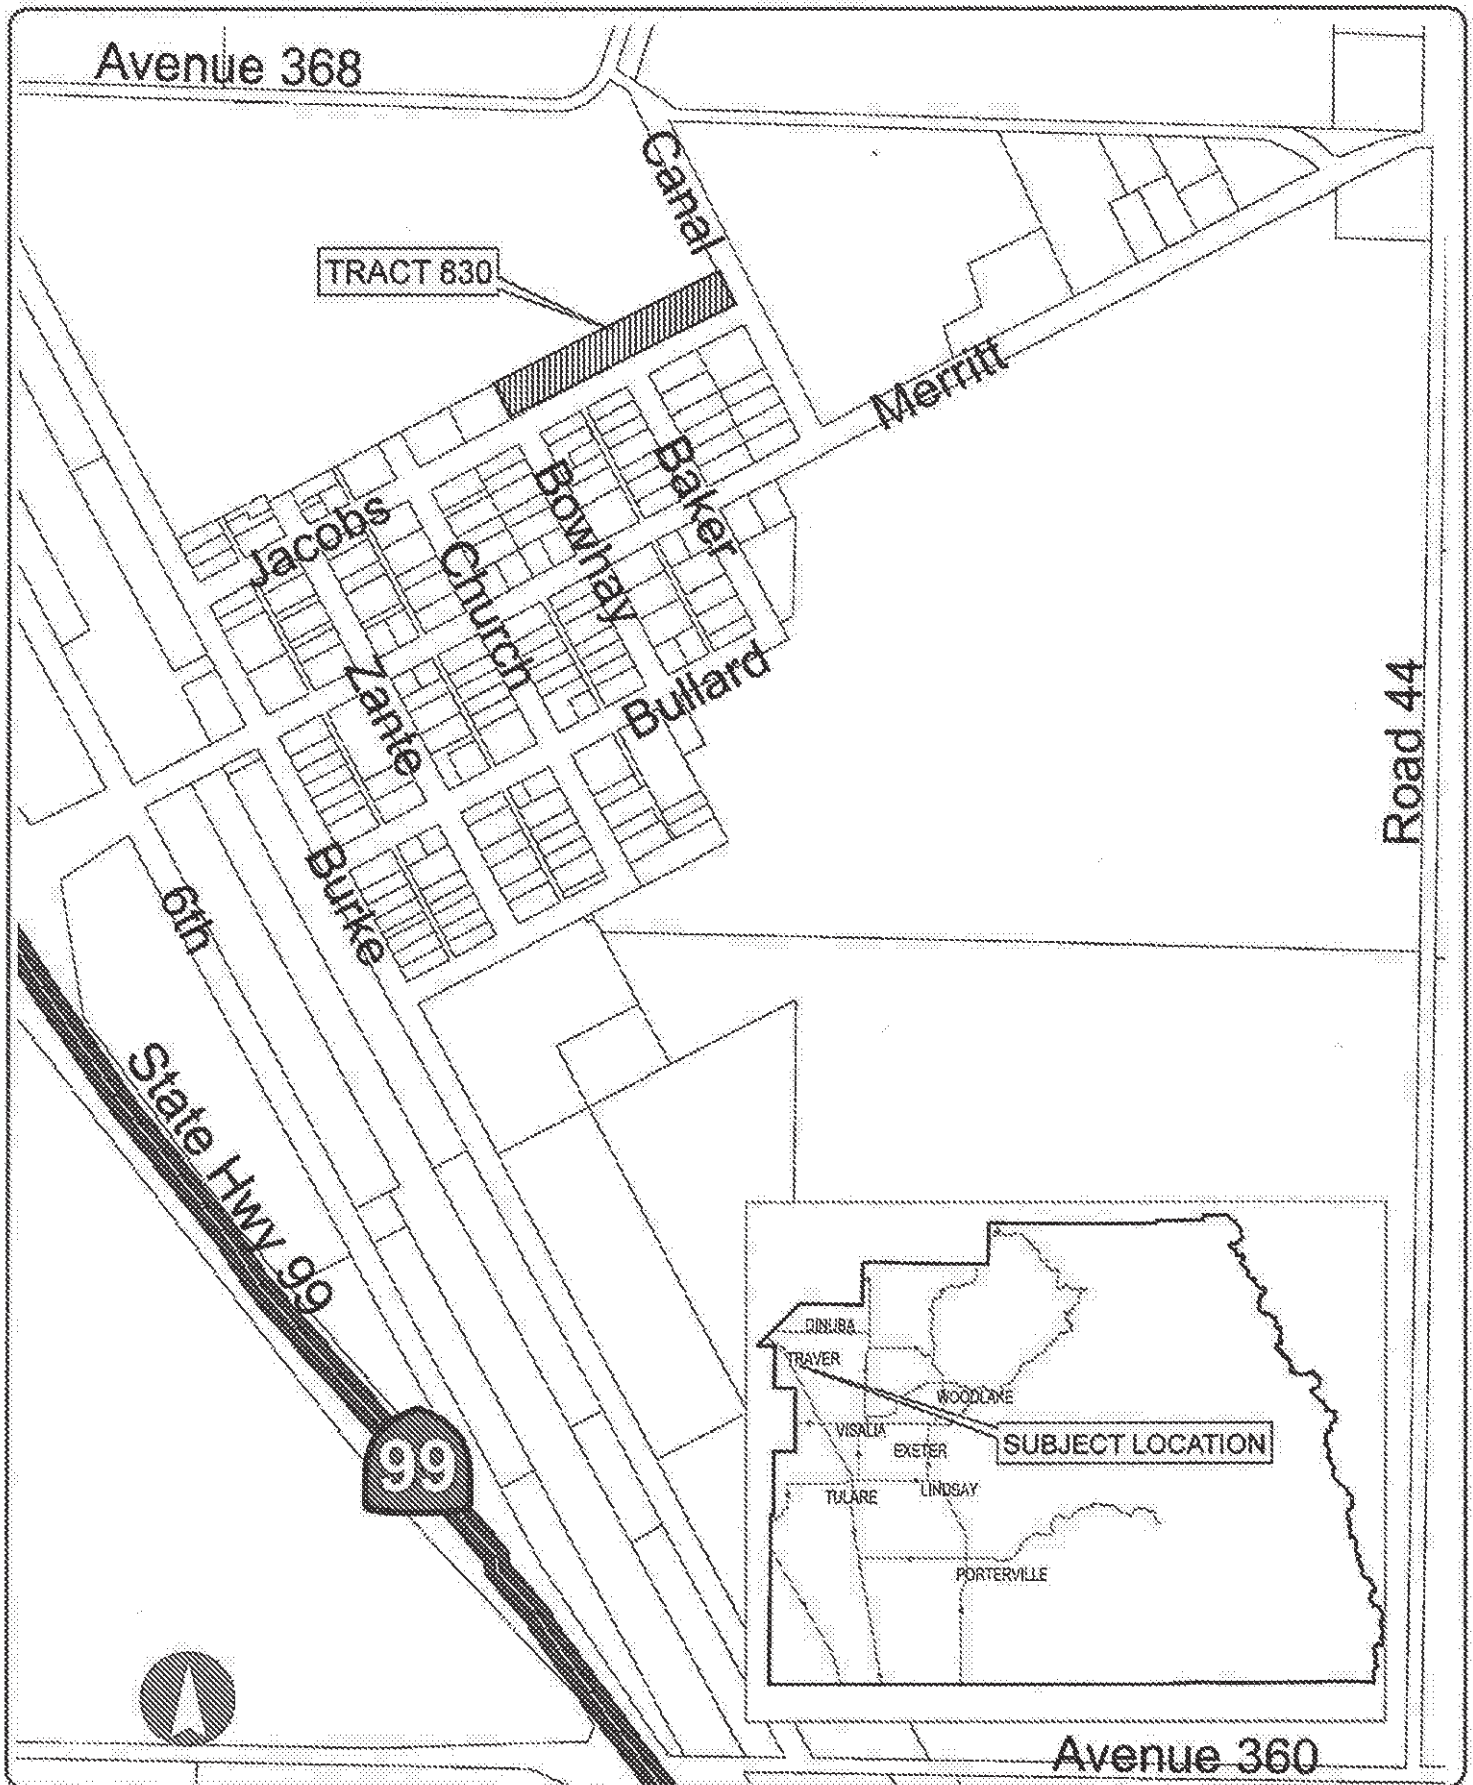 Avenue 368
Canal
TRACT 830
Merritt
Jacobs
Baker
Bowhay
Church
Zante
Bullard
Road 44
Burke
6th
State Hwy 99
99
DINUBA
TRAVER
WOODLAKE
VISALIA
EXETER
SUBJECT LOCATION
TULARE
LINDSAY
PORTERVILLE
Avenue 360